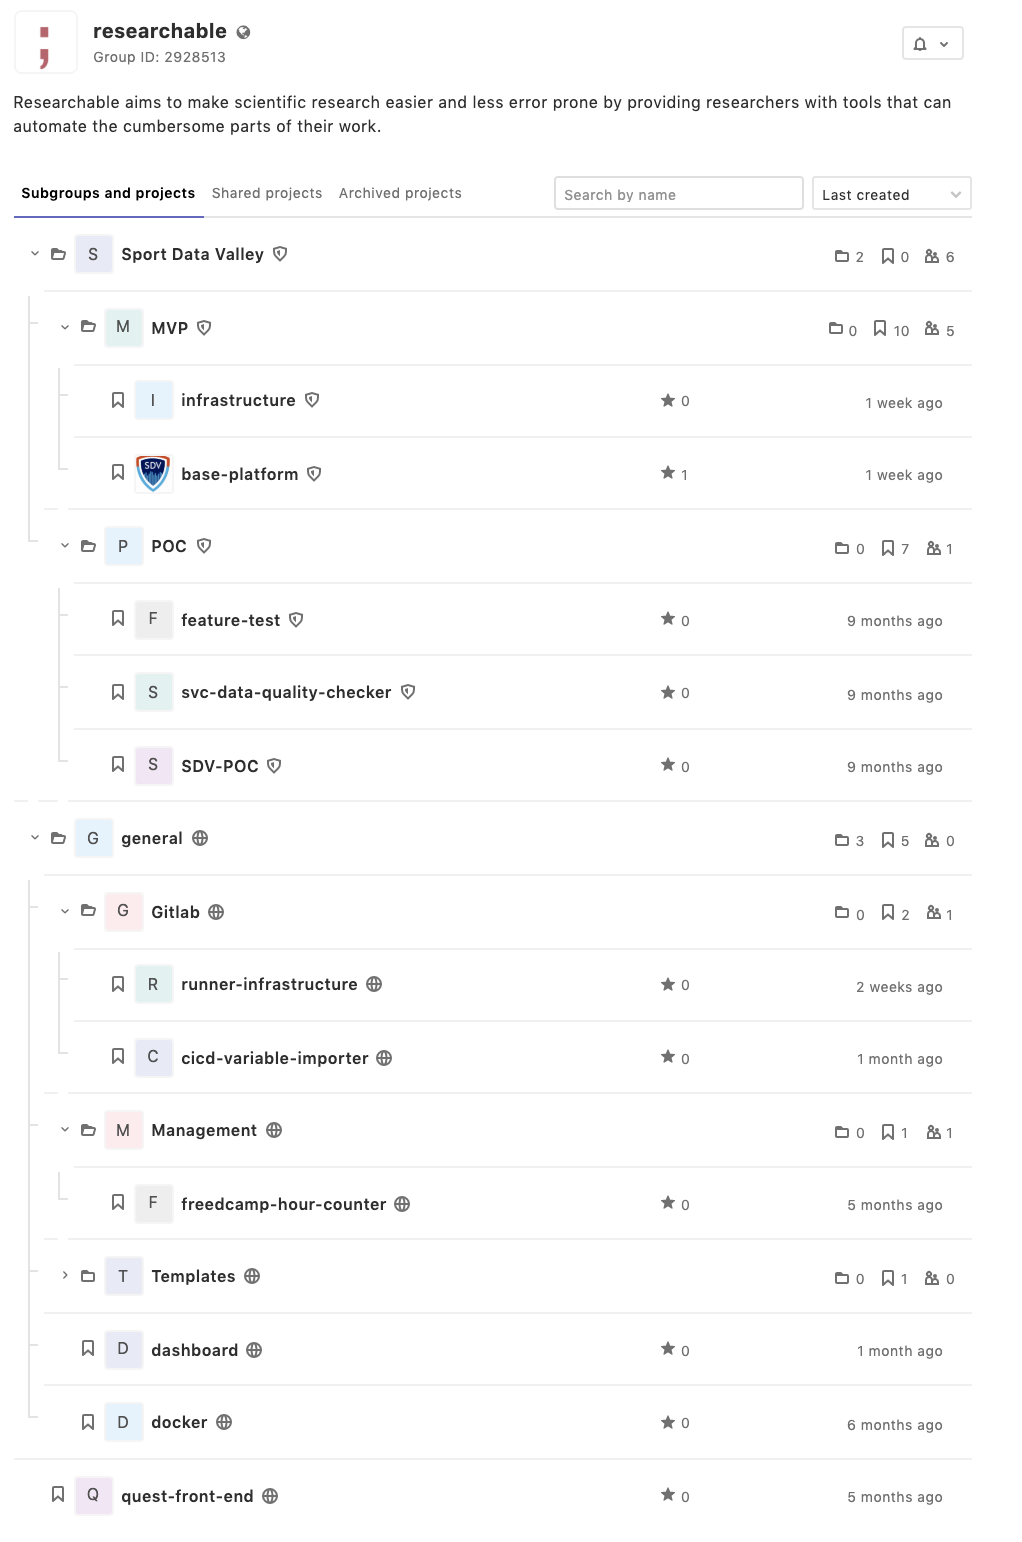 researchable
Group ID: 2928513
Researchable aims to make scientific research easier and less error prone by providing researchers with tools that can
automate the cumbersome parts of their work.
Subgroups and projects Shared projects Archived projects Search by name Last created
S Sport Data Valley 2 0 6
M MVP 0 10 5
I infrastructure 0 1 week ago
SDV base-platform 1 1 week ago
P POC 0 7 1
F feature-test 0 9 months ago
S svc-data-quality-checker 0 9 months ago
S SDV-POC 0 9 months ago
G general 3 5 0
G Gitlab 0 2 1
R runner-infrastructure 0 2 weeks ago
C cicd-variable-importer 0 1 month ago
M Management 0 1 1
F freedcamp-hour-counter 0 5 months ago
T Templates 0 1 0
D dashboard 0 1 month ago
D docker 0 6 months ago
Q quest-front-end 0 5 months ago